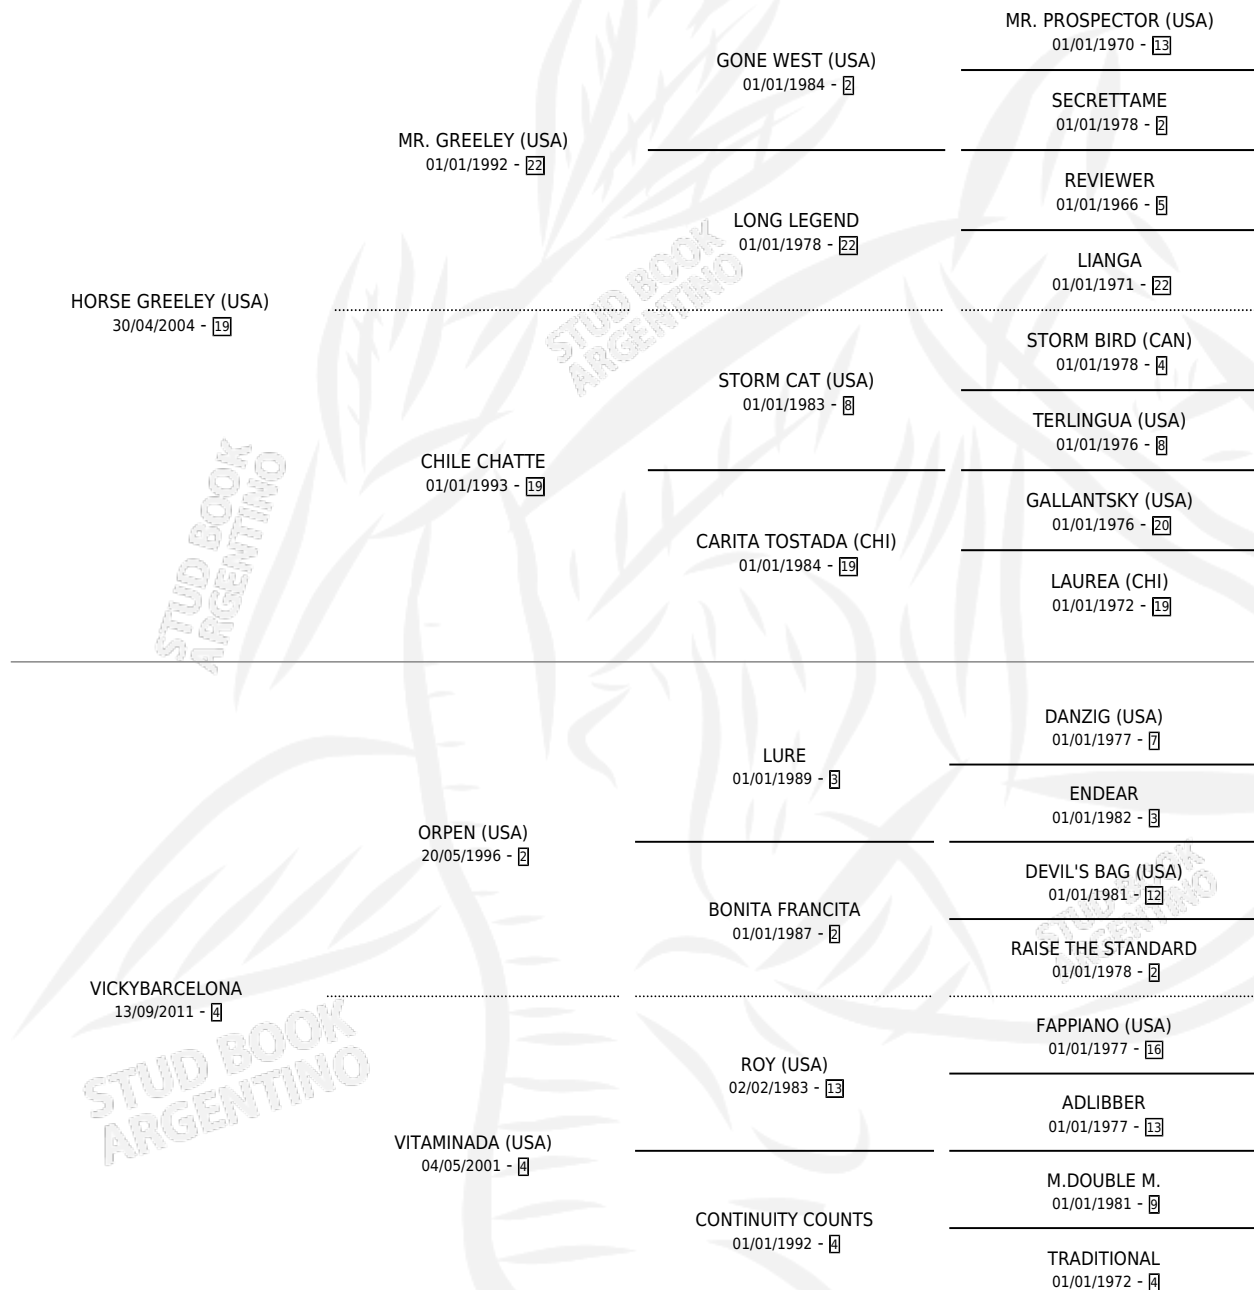 MR. PROSPECTOR (USA)
01/01/1970 - 13
GONE WEST (USA)
01/01/1984 - 2
SECRETTAME
01/01/1978 - 2
MR. GREELEY (USA)
01/01/1992 - 22
REVIEWER
01/01/1966 - 5
LONG LEGEND
01/01/1978 - 22
LIANGA
01/01/1971 - 22
HORSE GREELEY (USA)
30/04/2004 - 19
STORM BIRD (CAN)
01/01/1978 - 4
STORM CAT (USA)
01/01/1983 - 8
TERLINGUA (USA)
01/01/1976 - 8
CHILE CHATTE
01/01/1993 - 19
GALLANTSKY (USA)
01/01/1976 - 20
CARITA TOSTADA (CHI)
01/01/1984 - 19
LAUREA (CHI)
01/01/1972 - 19
DANZIG (USA)
01/01/1977 - 7
LURE
01/01/1989 - 3
ENDEAR
01/01/1982 - 3
ORPEN (USA)
20/05/1996 - 2
DEVIL'S BAG (USA)
01/01/1981 - 12
BONITA FRANCITA
01/01/1987 - 2
RAISE THE STANDARD
01/01/1978 - 2
VICKYBARCELONA
13/09/2011 - 4
FAPPIANO (USA)
01/01/1977 - 16
ROY (USA)
02/02/1983 - 13
ADLIBBER
01/01/1977 - 13
VITAMINADA (USA)
04/05/2001 - 4
M.DOUBLE M.
01/01/1981 - 9
CONTINUITY COUNTS
01/01/1992 - 4
TRADITIONAL
01/01/1972 - 4
STUD BOOK
ARGENTINO
STUD BOOK
ARGENTINO
STUD BOOK
ARGENTINO
STUD BOOK
ARGENTINO